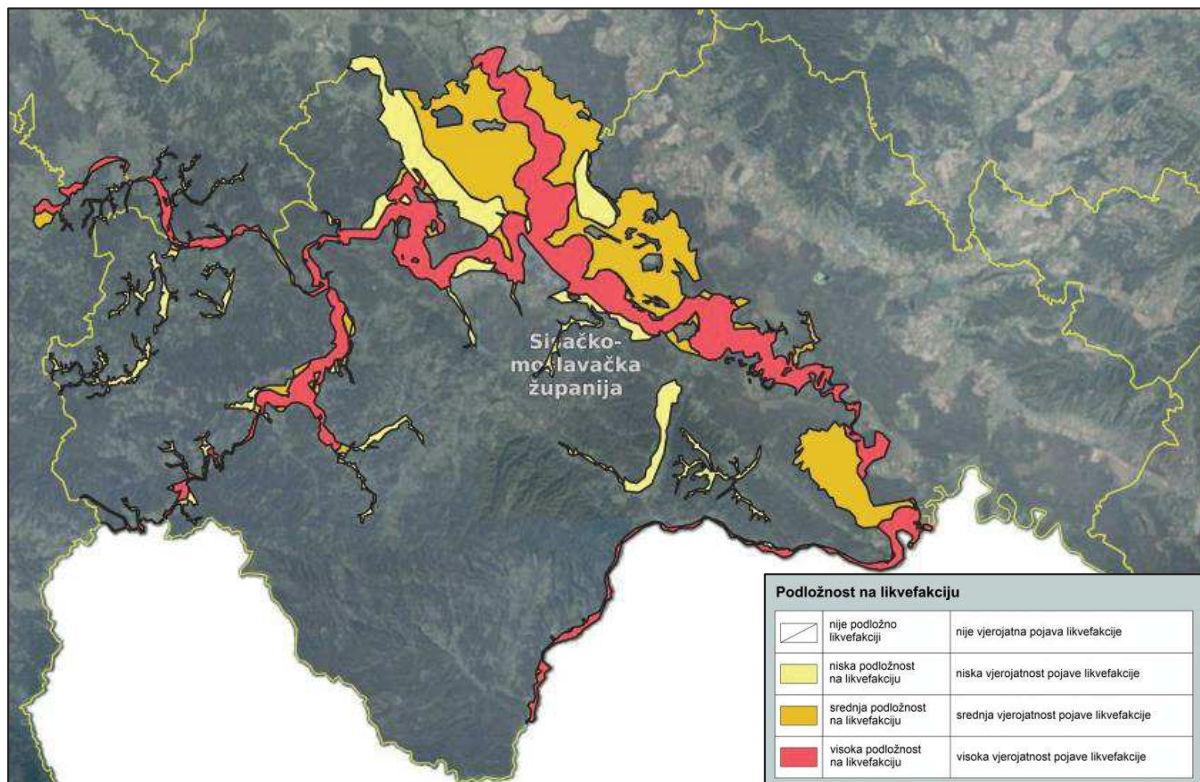 Sisačko-
moslavačka
županija
Podložnost na likvefakciju
nije podložno
likvefakciji
nije vjerojatna pojava likvefakcije
niska podložnost
na likvefakciju
niska vjerojatnost pojave likvefakcije
srednja podložnost
na likvefakciju
srednja vjerojatnost pojave likvefakcije
visoka podložnost
na likvefakciju
visoka vjerojatnost pojave likvefakcije